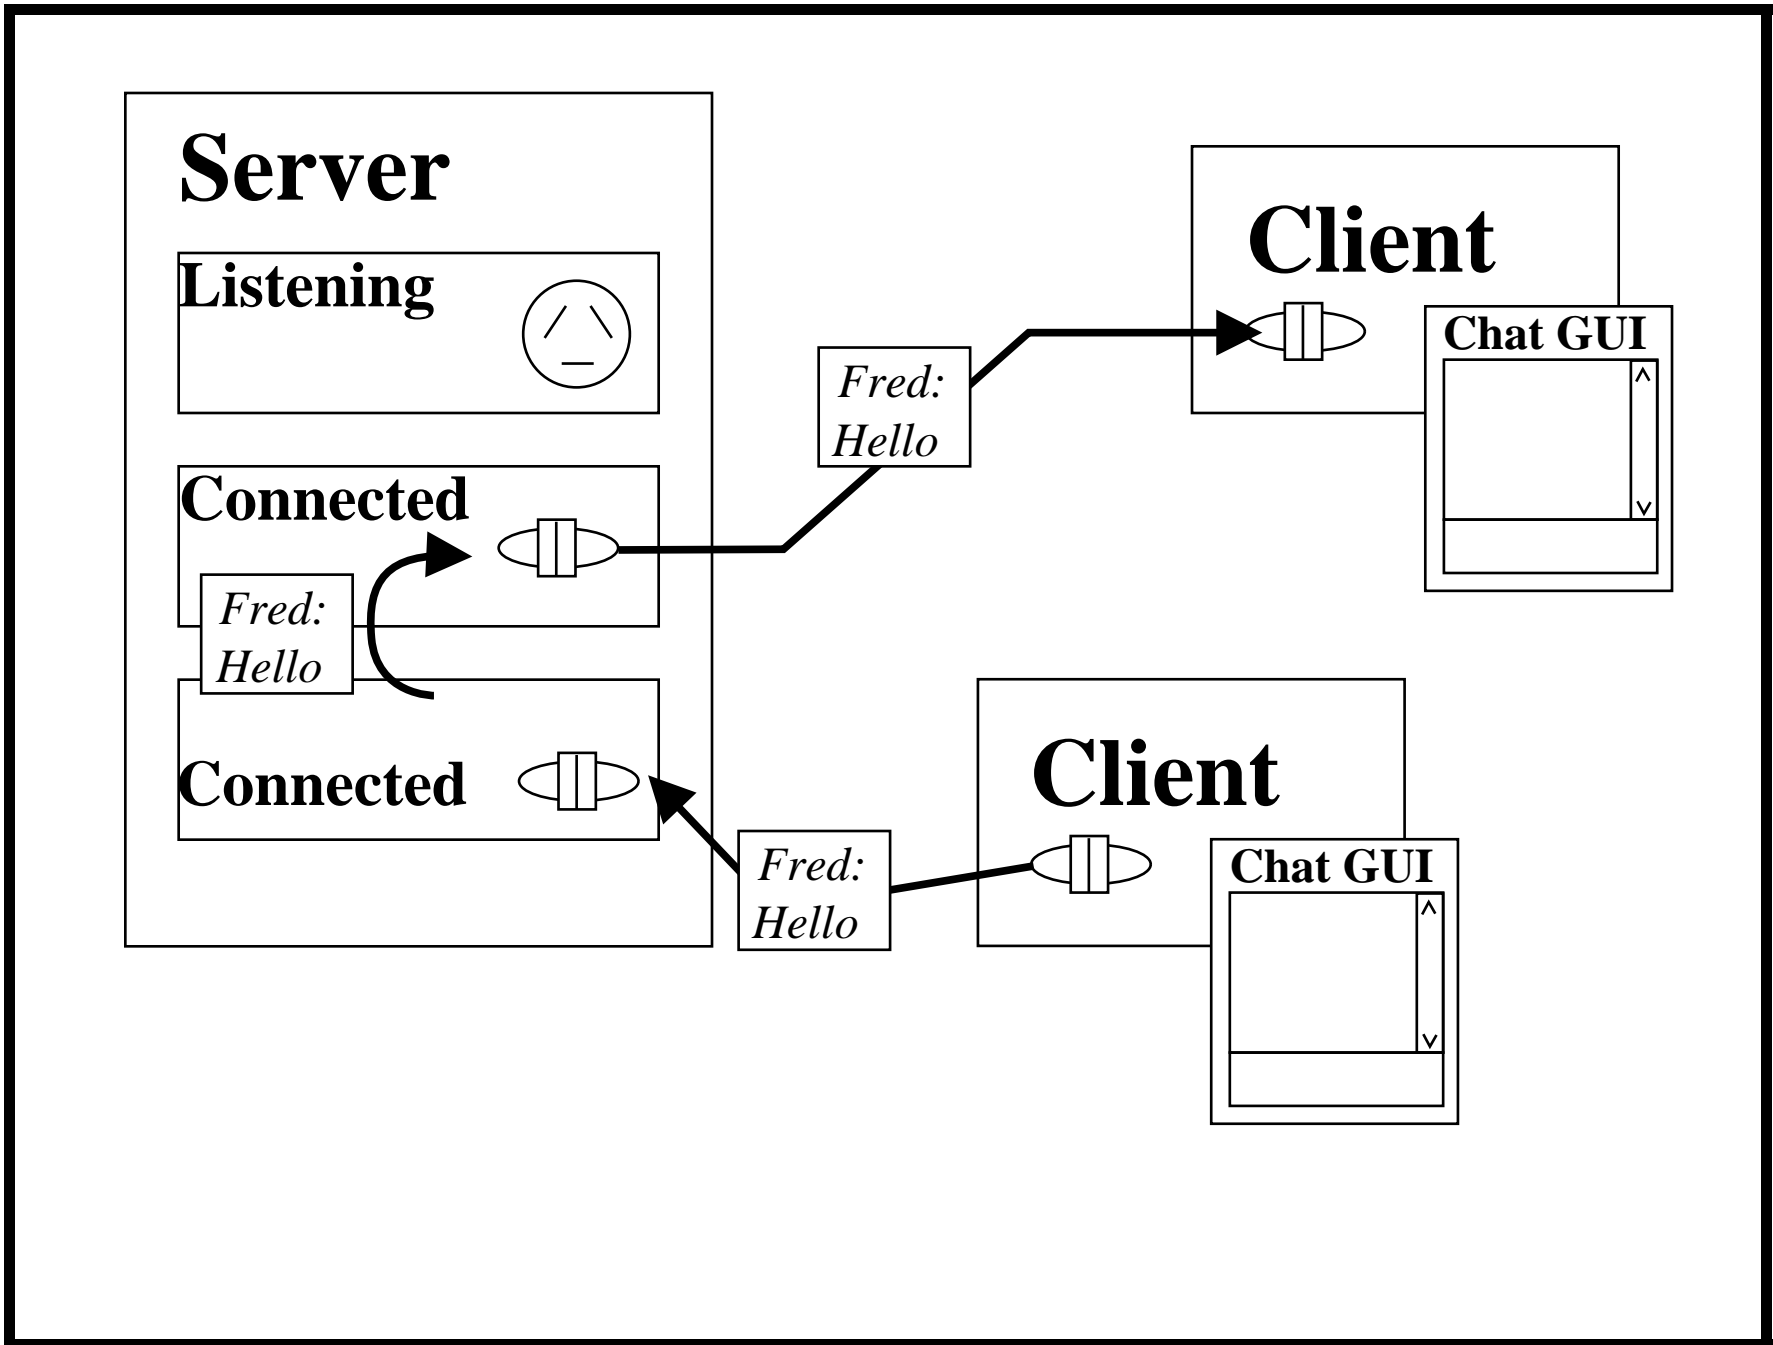 Server
Listening
Connected
Fred:
Hello
Connected
Fred:
Hello
Client
Chat GUI
Fred:
Hello
Client
Chat GUI